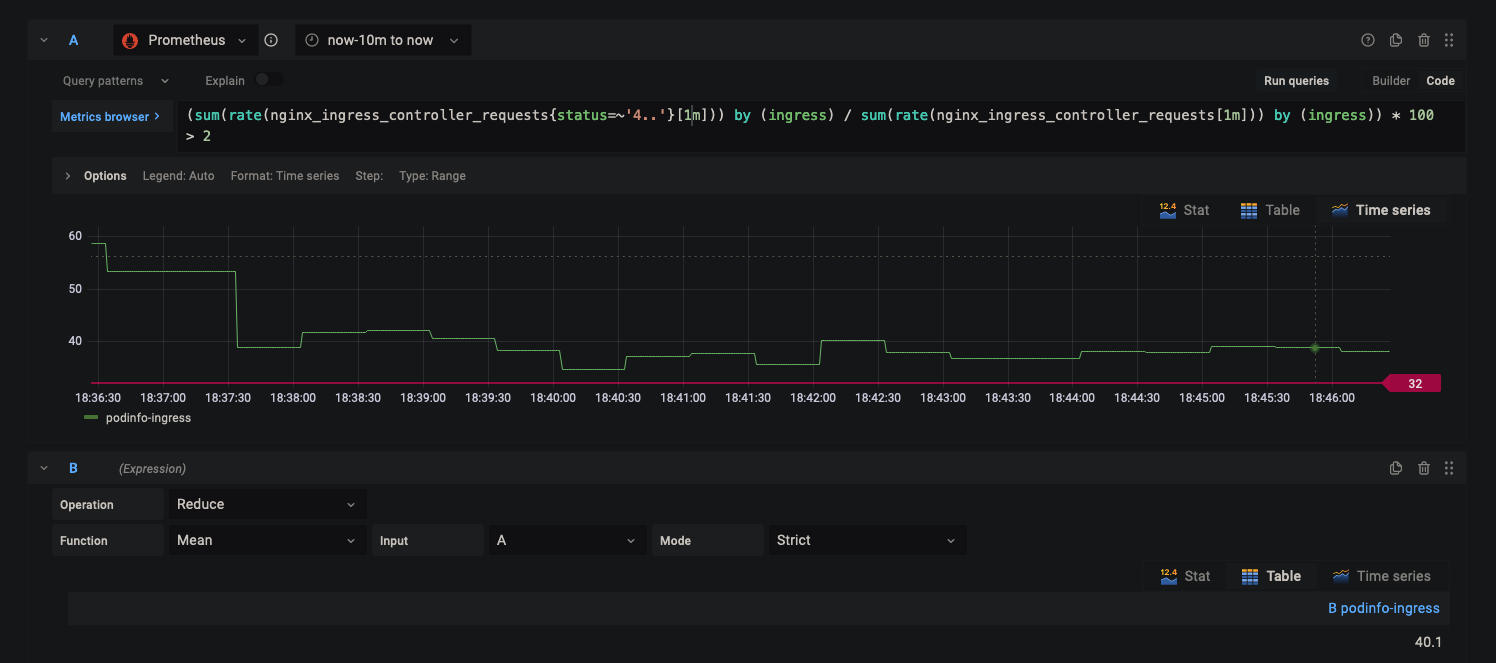 A Prometheus now-10m to now
Query patterns Explain Run queries Builder Code
Metrics browser > (sum(rate(nginx_ingress_controller_requests{status=~'4..'}[1m])) by (ingress) / sum(rate(nginx_ingress_controller_requests[1m])) by (ingress)) * 100
> 2
Options Legend: Auto Format: Time series Step: Type: Range
12.4 Stat Table Time series
60
50
40
32
18:36:30 18:37:00 18:37:30 18:38:00 18:38:30 18:39:00 18:39:30 18:40:00 18:40:30 18:41:00 18:41:30 18:42:00 18:42:30 18:43:00 18:43:30 18:44:00 18:44:30 18:45:00 18:45:30 18:46:00
podinfo-ingress
B (Expression)
Operation Reduce
Function Mean Input A Mode Strict
12.4 Stat Table Time series
B podinfo-ingress
40.1